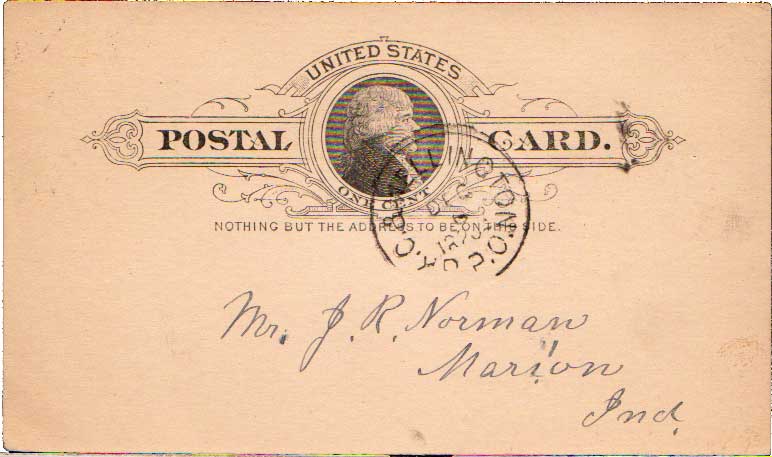 UNITED STATES
POSTAL CARD.
ONE CENT
NOTHING BUT THE ADDRESS TO BE ON THIS SIDE.
DEC
Mr. J. R. Norman
Marion
Ind.